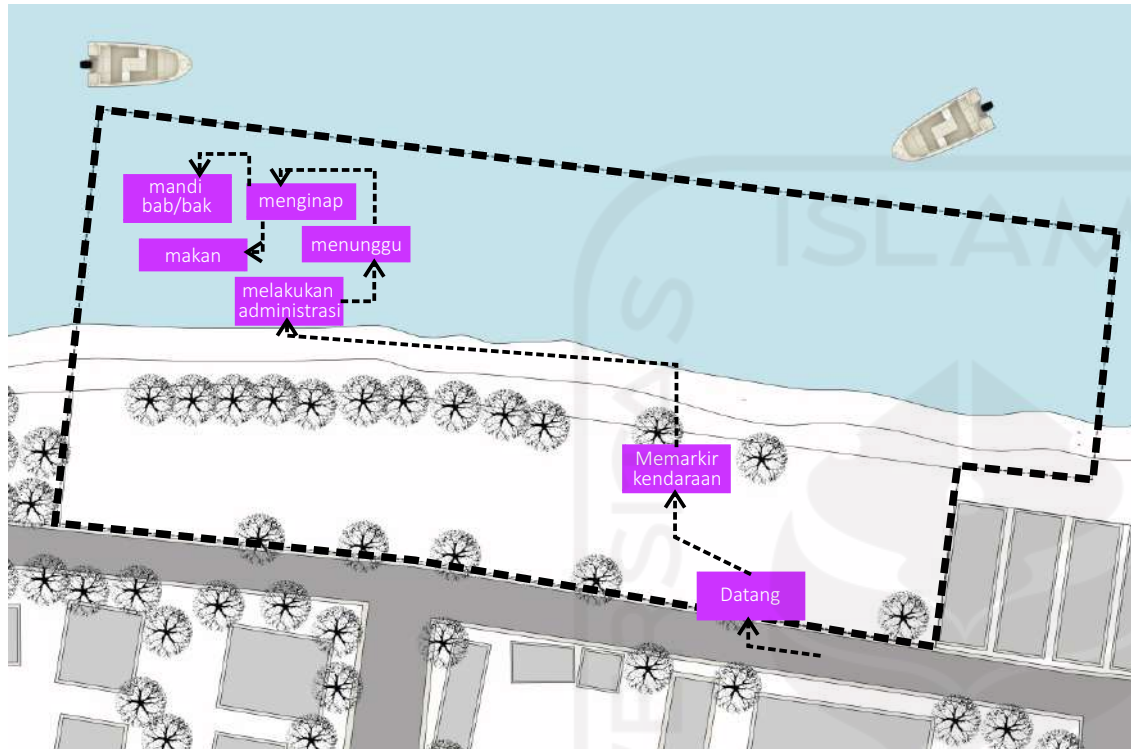 mandi
bab/bak
menginap
makan
menunggu
melakukan
administrasi
Memarkir
kendaraan
Datang
ISLAM